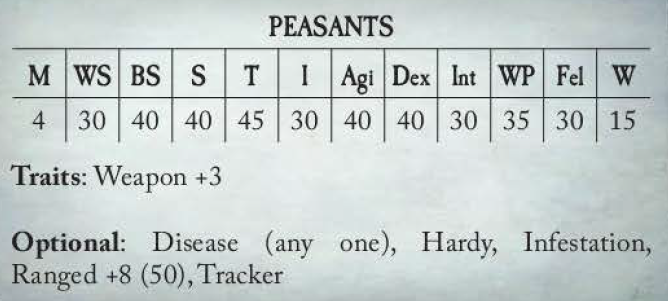 PEASANTS
M WS BS S T I Agi Dex Int WP Fel W
4 30 40 40 45 30 40 40 30 35 30 15
Traits: Weapon +3
Optional: Disease (any one), Hardy, Infestation,
Ranged +8 (50), Tracker